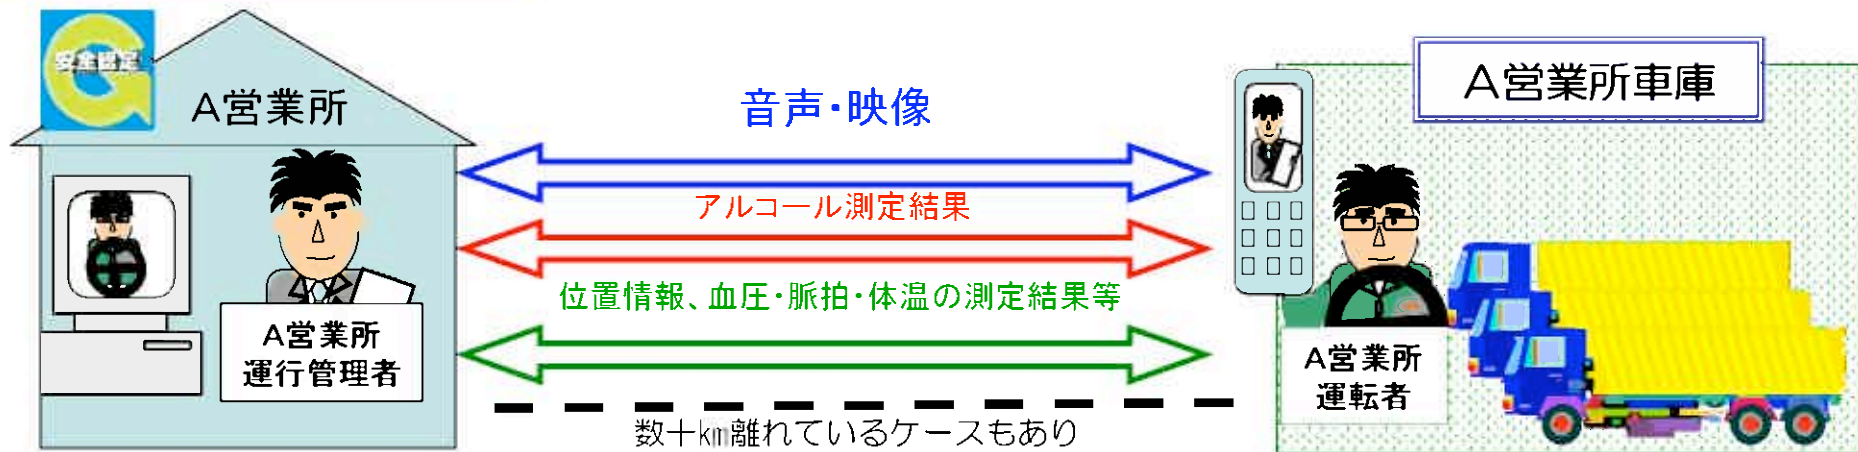 安全認定
A営業所
音声・映像
A営業所車庫
アルコール測定結果
位置情報、血圧・脈拍・体温の測定結果等
A営業所
運行管理者
A営業所
運転者
数十km離れているケースもあり